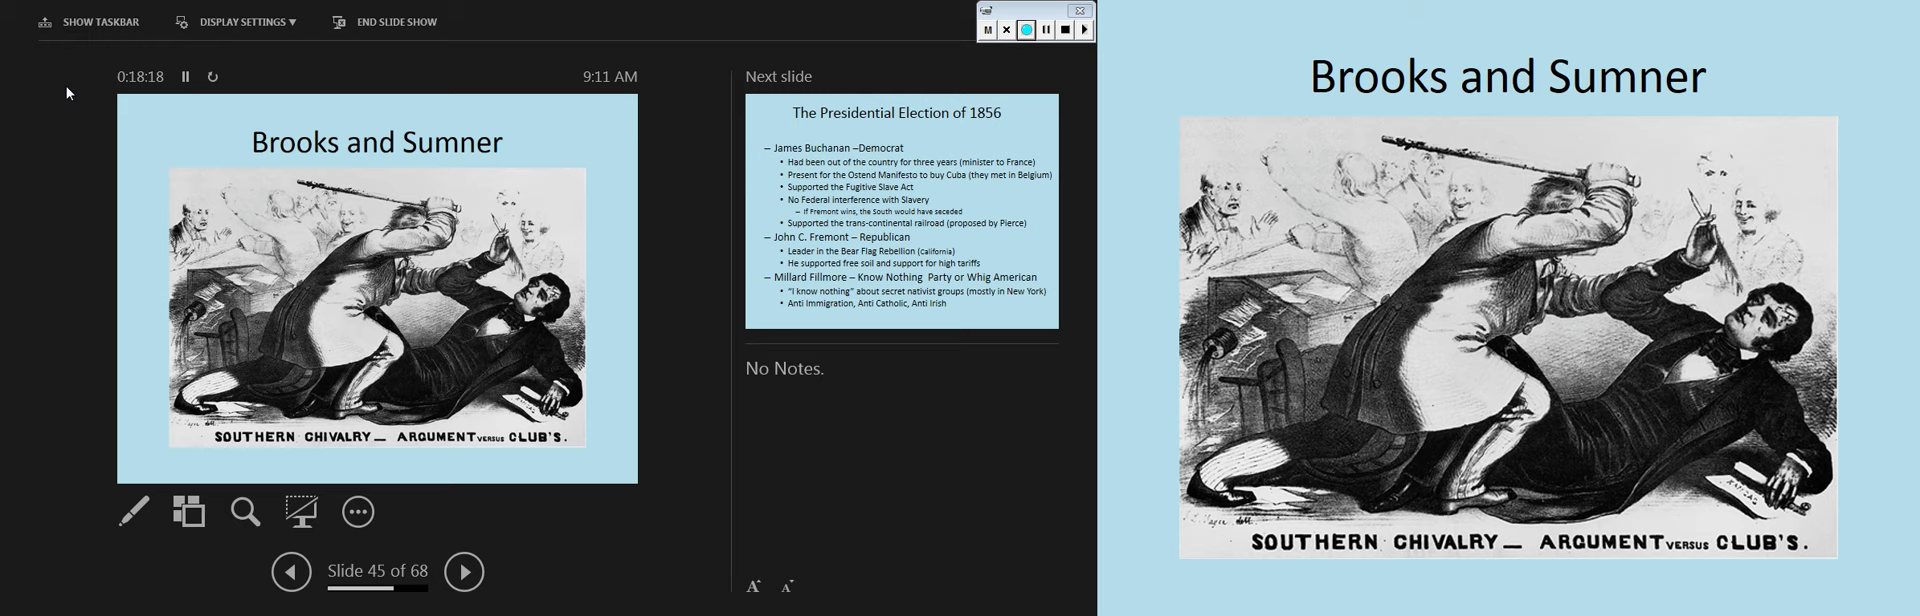 SHOW TASKBAR
DISPLAY SETTINGS ▼
END SLIDE SHOW
M
0:18:18
9:11 AM
Brooks and Sumner
SOUTHERN CHIVALRY — ARGUMENT VERSUS CLUB'S.
Slide 45 of 68
Next slide
The Presidential Election of 1856
– James Buchanan –Democrat
• Had been out of the country for three years (minister to France)
• Present for the Ostend Manifesto to buy Cuba (they met in Belgium)
• Supported the Fugitive Slave Act
• No Federal interference with Slavery
– If Fremont wins, the South would have seceded
• Supported the trans-continental railroad (proposed by Pierce)
– John C. Fremont – Republican
• Leader in the Bear Flag Rebellion (California)
• He supported free soil and support for high tariffs
– Millard Fillmore – Know Nothing Party or Whig American
• "I know nothing" about secret nativist groups (mostly in New York)
• Anti Immigration, Anti Catholic, Anti Irish
No Notes.
A A
Brooks and Sumner
KANSAS
SOUTHERN CHIVALRY — ARGUMENT VERSUS CLUB'S.